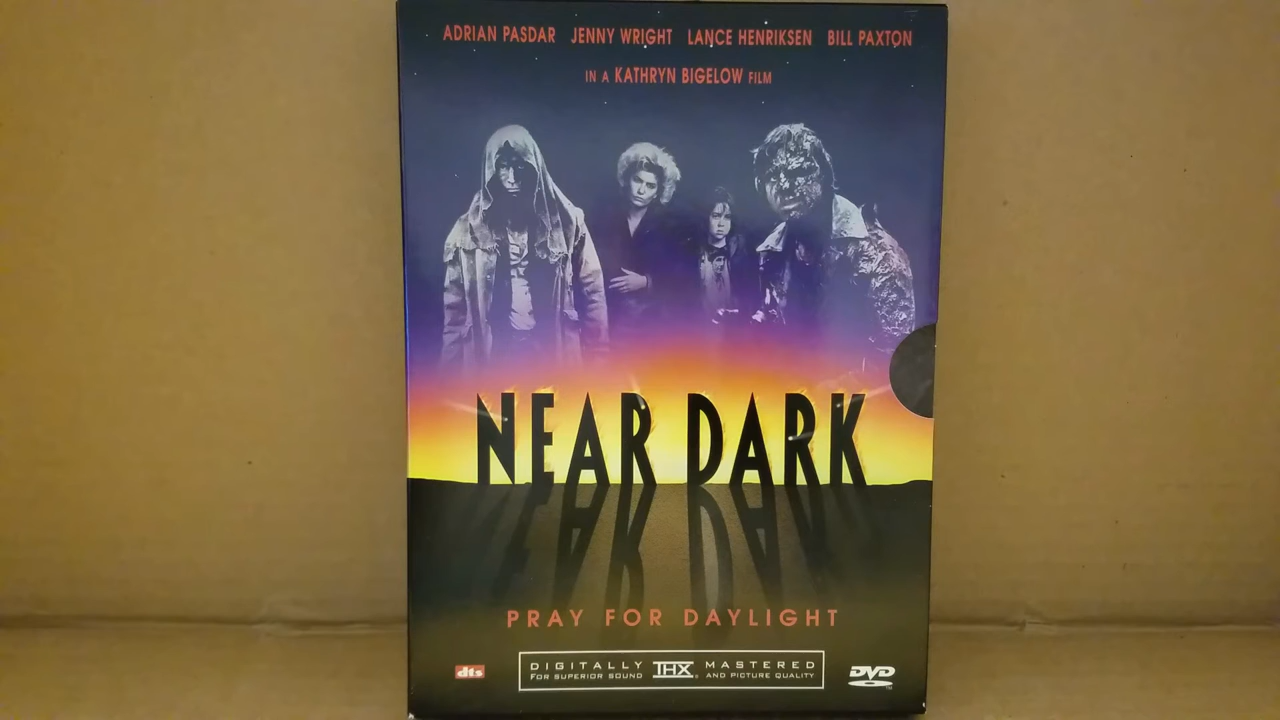 ADRIAN PASDAR JENNY WRIGHT LANCE HENRIKSEN BILL PAXTON
IN A KATHRYN BIGELOW FILM
NEAR DARK
PRAY FOR DAYLIGHT
dts
DIGITALLY THX MASTERED
FOR SUPERIOR SOUND AND PICTURE QUALITY
DVD